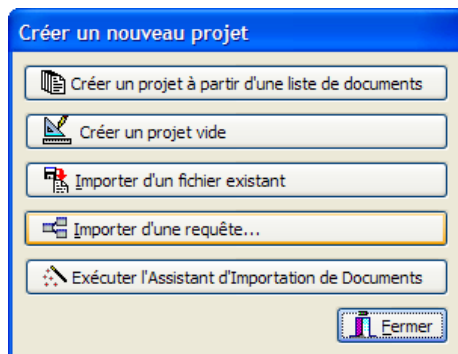 Créer un nouveau projet
Créer un projet à partir d'une liste de documents
Créer un projet vide
Importer d'un fichier existant
Importer d'une requête...
Exécuter l'Assistant d'Importation de Documents
Fermer